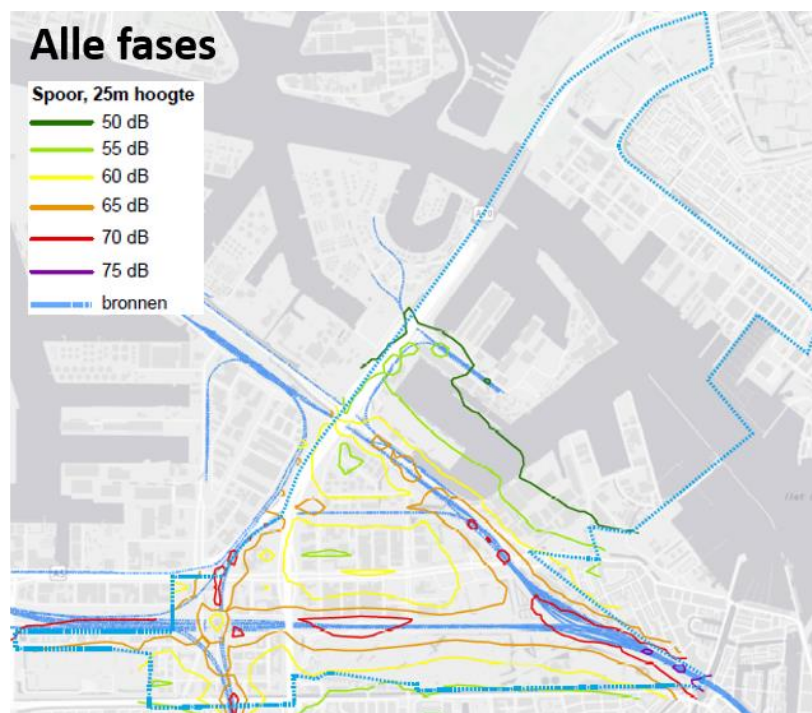 Alle fases
Spoor, 25m hoogte
50 dB
55 dB
60 dB
65 dB
70 dB
75 dB
bronnen